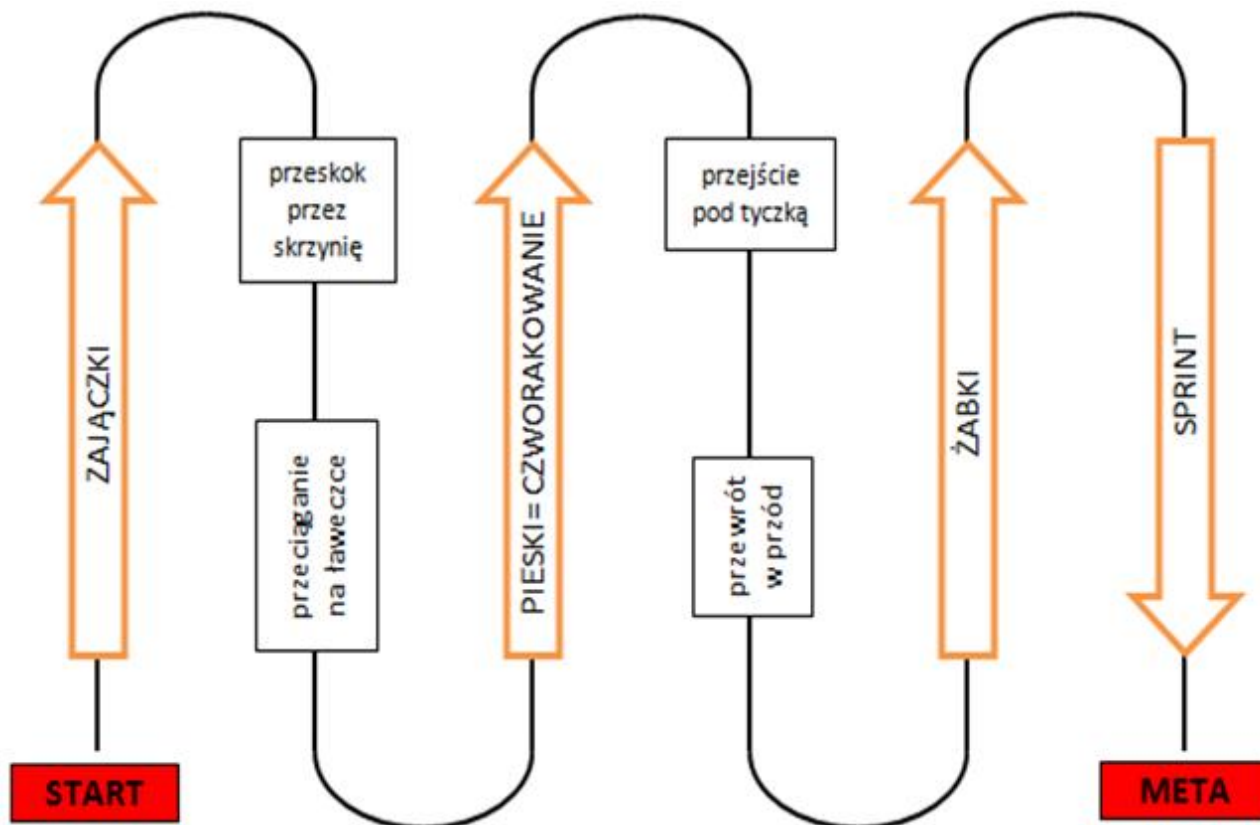 START
ZAJĄCZKI
przeskok
przez
skrzynię
przeciąganie
na ławeczce
PIESKI= CZWORAKOWANIE
przejście
pod tyczką
przewrót
w przód
ŻABKI
SPRINT
META